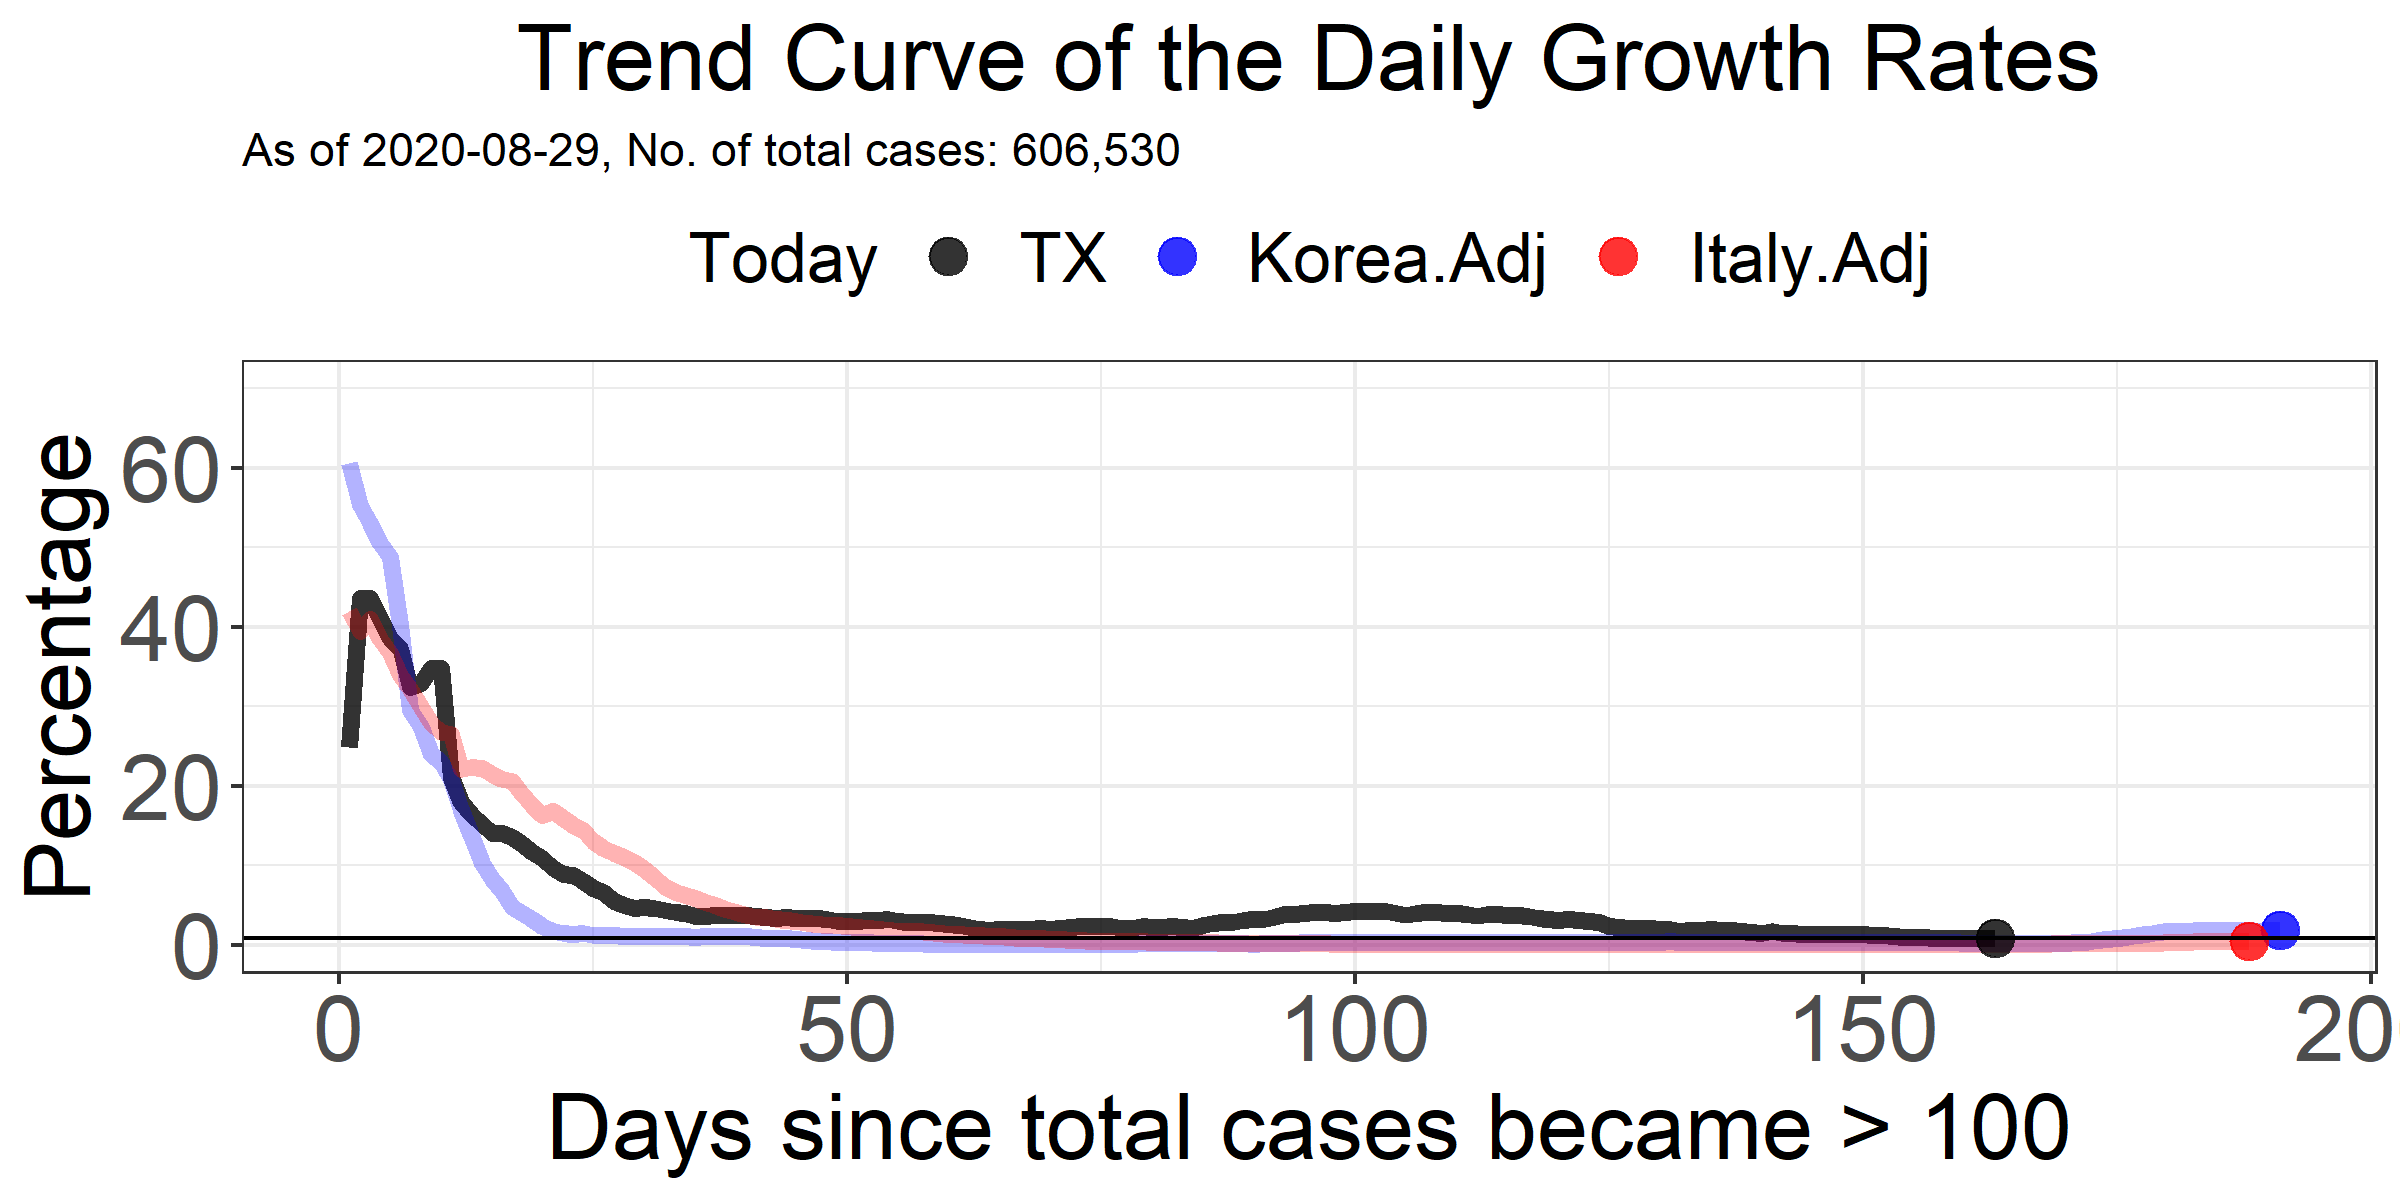 Trend Curve of the Daily Growth Rates
As of 2020-08-29, No. of total cases: 606,530
Today TX Korea.Adj Italy.Adj
Percentage
60
40
20
0
0 50 100 150 20
Days since total cases became > 100